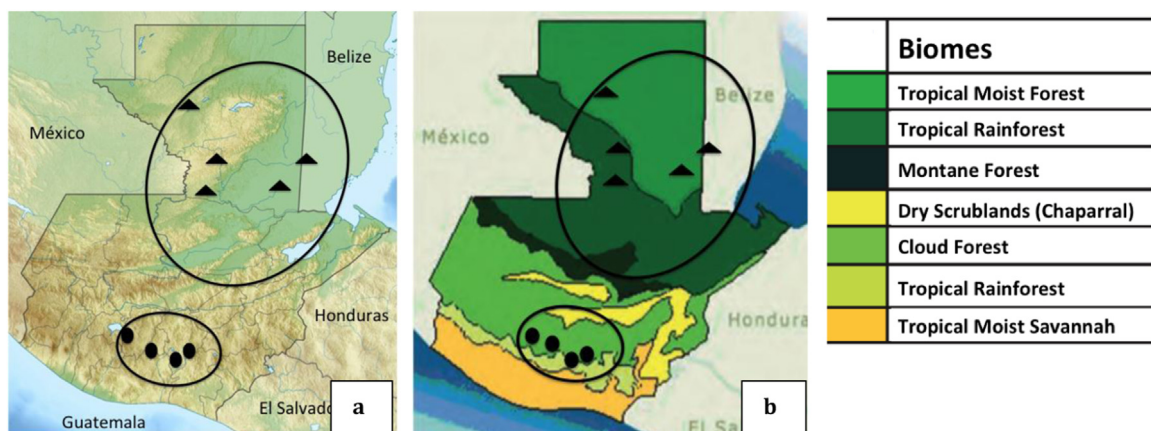 Belize
México
Honduras
El Salvado
Guatemala
a
Belize
México
Hondura
El Sal
b
Biomes
Tropical Moist Forest
Tropical Rainforest
Montane Forest
Dry Scrublands (Chaparral)
Cloud Forest
Tropical Rainforest
Tropical Moist Savannah